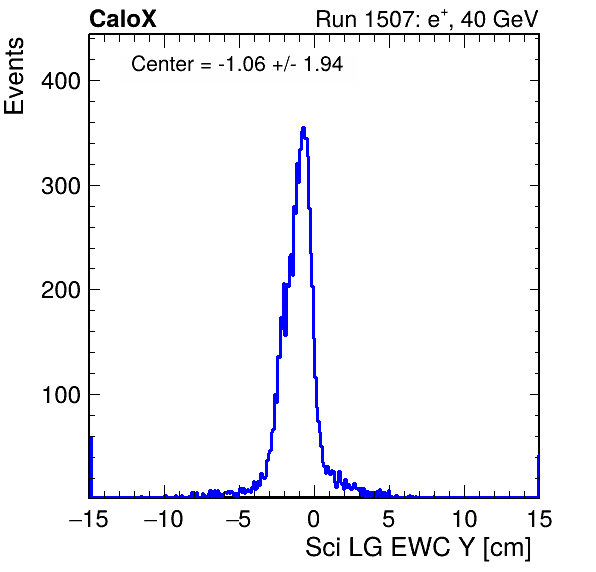 CaloX
Run 1507: e+, 40 GeV
Events
Center = -1.06 +/- 1.94
400
300
200
100
−15
−10
−5
0
5
10
15
Sci LG EWC Y [cm]